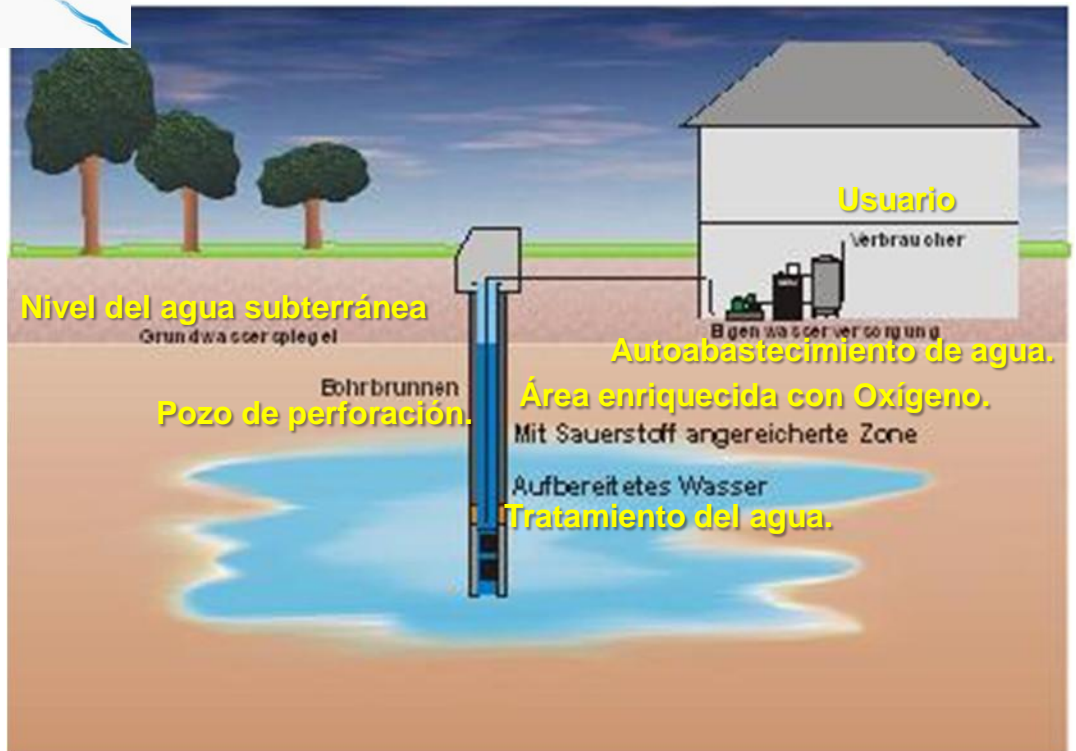 Usuario
Verbraucher
Nivel del agua subterránea
Grundwasserspiegel
Eigenwasserversorgung
Autoabastecimiento de agua.
Bohrbrunnen
Pozo de perforación.
Área enriquecida con Oxígeno.
Mit Sauerstoff angereicherte Zone
Aufbereitetes Wasser
Tratamiento del agua.